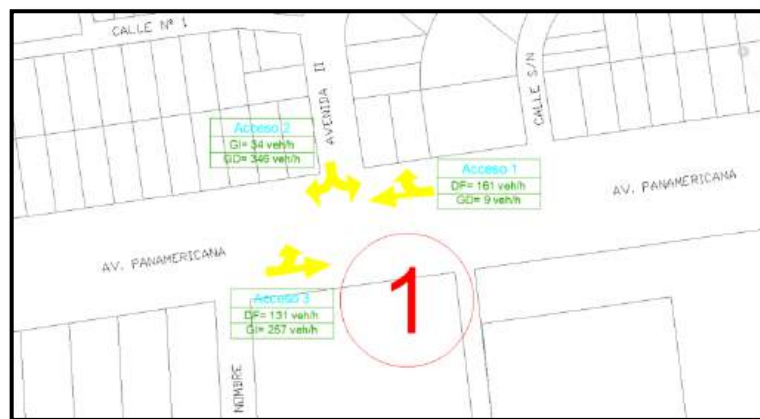 CALLE Nº 1
AVENIDA II
CALLE S/N
Acceso 2
GI= 34 veh/h
GD= 346 veh/h
Acceso 1
DF= 161 veh/h
GD= 9 veh/h
AV. PANAMERICANA
AV. PANAMERICANA
Acceso 3
DF= 131 veh/h
GI= 257 veh/h
1
NOMBRE